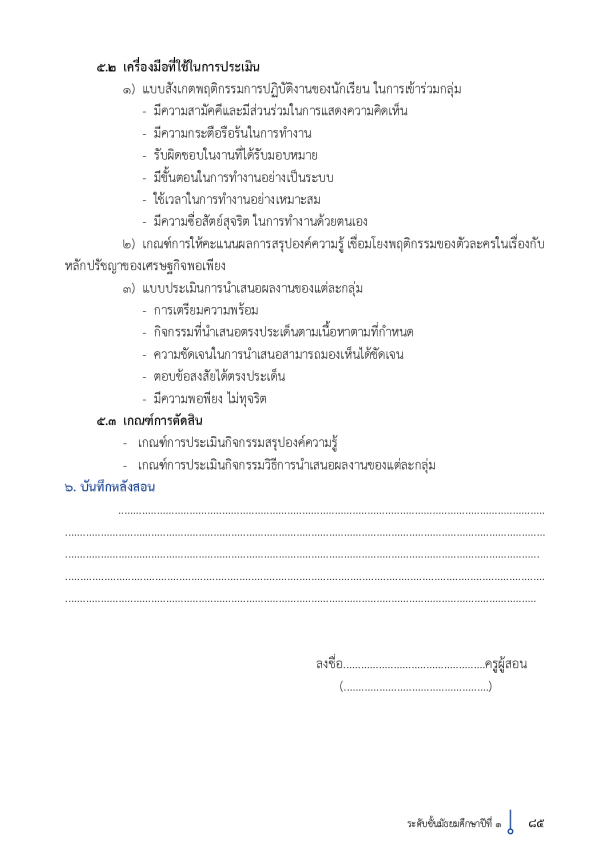 ๕.๒ เครื่องมือที่ใช้ในการประเมิน
๑) แบบสังเกตพฤติกรรมการปฏิบัติงานของนักเรียน ในการเข้าร่วมกลุ่ม
- มีความสามัคคีและมีส่วนร่วมในการแสดงความคิดเห็น
- มีความกระตือรือร้นในการทำงาน
- รับผิดชอบในงานที่ได้รับมอบหมาย
- มีขั้นตอนในการทำงานอย่างเป็นระบบ
- ใช้เวลาในการทำงานอย่างเหมาะสม
- มีความซื่อสัตย์สุจริต ในการทำงานด้วยตนเอง
๒) เกณฑ์การให้คะแนนผลการสรุปองค์ความรู้ เชื่อมโยงพฤติกรรมของตัวละครในเรื่องกับ
หลักปรัชญาของเศรษฐกิจพอเพียง
๓) แบบประเมินการนำเสนอผลงานของแต่ละกลุ่ม
- การเตรียมความพร้อม
- กิจกรรมที่นำเสนอตรงประเด็นตามเนื้อหาตามที่กำหนด
- ความชัดเจนในการนำเสนอสามารถมองเห็นได้ชัดเจน
- ตอบข้อสงสัยได้ตรงประเด็น
- มีความพอพียง ไม่ทุจริต
๕.๓ เกณฑ์การตัดสิน
- เกณฑ์การประเมินกิจกรรมสรุปองค์ความรู้
- เกณฑ์การประเมินกิจกรรมวิธีการนำเสนอผลงานของแต่ละกลุ่ม
๖. บันทึกหลังสอน
................................................................................
................................................................................
................................................................................
................................................................................
................................................................................
ลงชื่อ................................................ครูผู้สอน
(.................................................)
ระดับชั้นมัธยมศึกษาปีที่ ๑ ๘๕